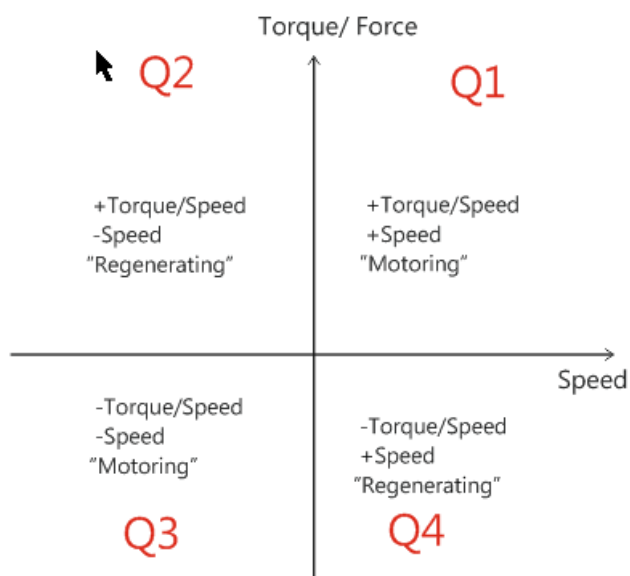 Torque/ Force
Q2
Q1
+Torque/Speed
-Speed
"Regenerating"
+Torque/Speed
+Speed
"Motoring"
Speed
-Torque/Speed
-Speed
"Motoring"
-Torque/Speed
+Speed
"Regenerating"
Q3
Q4